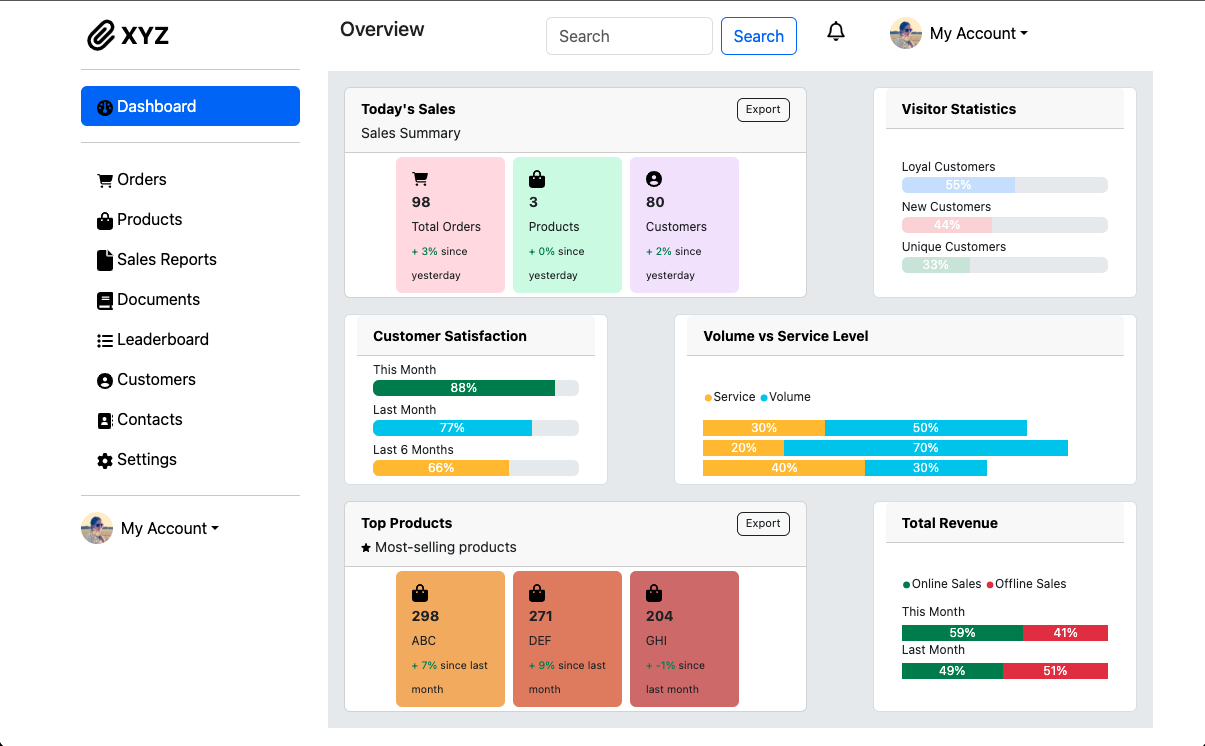 XYZ
Overview
Search
Search
My Account
Dashboard
Orders
Products
Sales Reports
Documents
Leaderboard
Customers
Contacts
Settings
My Account
Today's Sales
Export
Sales Summary
98
Total Orders
+ 3% since
yesterday
3
Products
+ 0% since
yesterday
80
Customers
+ 2% since
yesterday
Visitor Statistics
Loyal Customers
55%
New Customers
44%
Unique Customers
33%
Customer Satisfaction
This Month
88%
Last Month
77%
Last 6 Months
66%
Volume vs Service Level
Service Volume
30% 50%
20% 70%
40% 30%
Top Products
Export
Most-selling products
298
ABC
+ 7% since last
month
271
DEF
+ 9% since last
month
204
GHI
+ -1% since
last month
Total Revenue
Online Sales Offline Sales
This Month
59% 41%
Last Month
49% 51%